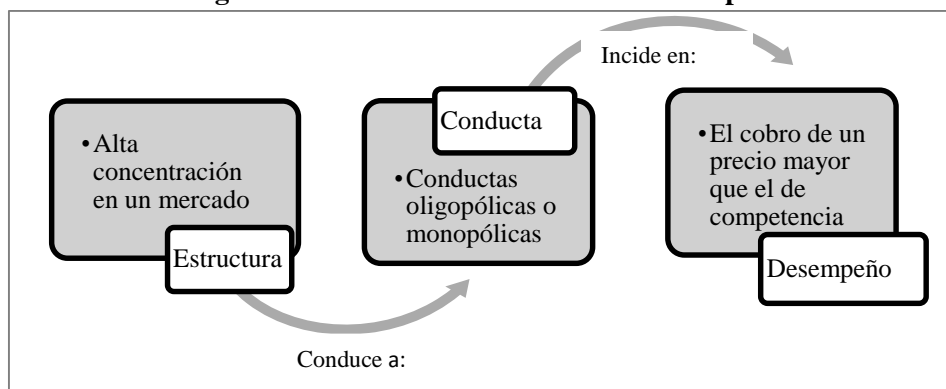 Incide en:
•Alta
concentración
en un mercado
Estructura
Conducta
•Conductas
oligopólicas o
monopólicas
•El cobro de un
precio mayor
que el de
competencia
Desempeño
Conduce a: